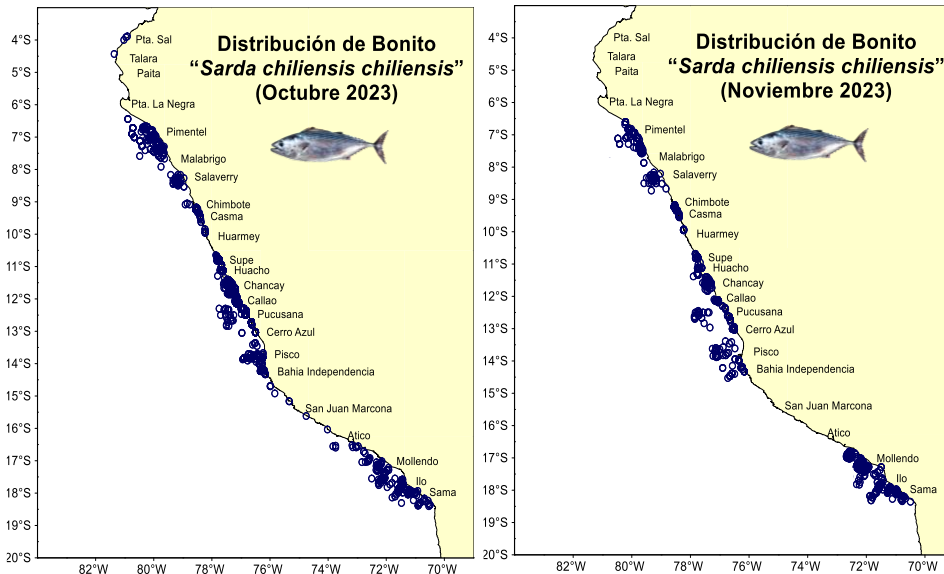 Distribución de Bonito
“Sarda chiliensis chiliensis”
(Octubre 2023)
4°S
5°S
6°S
7°S
8°S
9°S
10°S
11°S
12°S
13°S
14°S
15°S
16°S
17°S
18°S
19°S
20°S
Pta. Sal
Talara
Paita
Pta. La Negra
Pimentel
Malabrigo
Salaverry
Chimbote
Casma
Huarmey
Supe
Huacho
Chancay
Callao
Pucusana
Cerro Azul
Pisco
Bahia Independencia
San Juan Marcona
Atico
Mollendo
Ilo
Sama
82°W 80°W 78°W 76°W 74°W 72°W 70°W
Distribución de Bonito
“Sarda chiliensis chiliensis”
(Noviembre 2023)
4°S
5°S
6°S
7°S
8°S
9°S
10°S
11°S
12°S
13°S
14°S
15°S
16°S
17°S
18°S
19°S
20°S
Pta. Sal
Talara
Paita
Pta. La Negra
Pimentel
Malabrigo
Salaverry
Chimbote
Casma
Huarmey
Supe
Huacho
Chancay
Callao
Pucusana
Cerro Azul
Pisco
Bahia Independencia
San Juan Marcona
Atico
Mollendo
Ilo
Sama
82°W 80°W 78°W 76°W 74°W 72°W 70°W